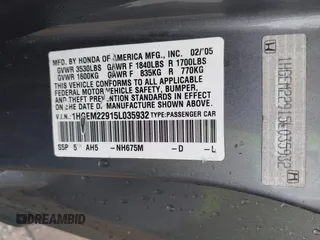 MFD. BY HONDA OF AMERICA MFG., INC. 02/'05
GVWR 3530LBS GAWR F 1840LBS R 1700LBS
GVWR 1600KG GAWR F 835KG R 770KG
THIS VEHICLE CONFORMS TO ALL APPLICABLE
FEDERAL MOTOR VEHICLE SAFETY, BUMPER, AND
THEFT PREVENTION STANDARDS IN EFFECT ON THE
DATE OF MANUFACTURE SHOWN ABOVE.
V.I.N.: 1HGEM22915L035932 TYPE: PASSENGER CAR
SSP 5 AH5 -NH675M -D -L
1HGEM22915L035932
DREAMBID